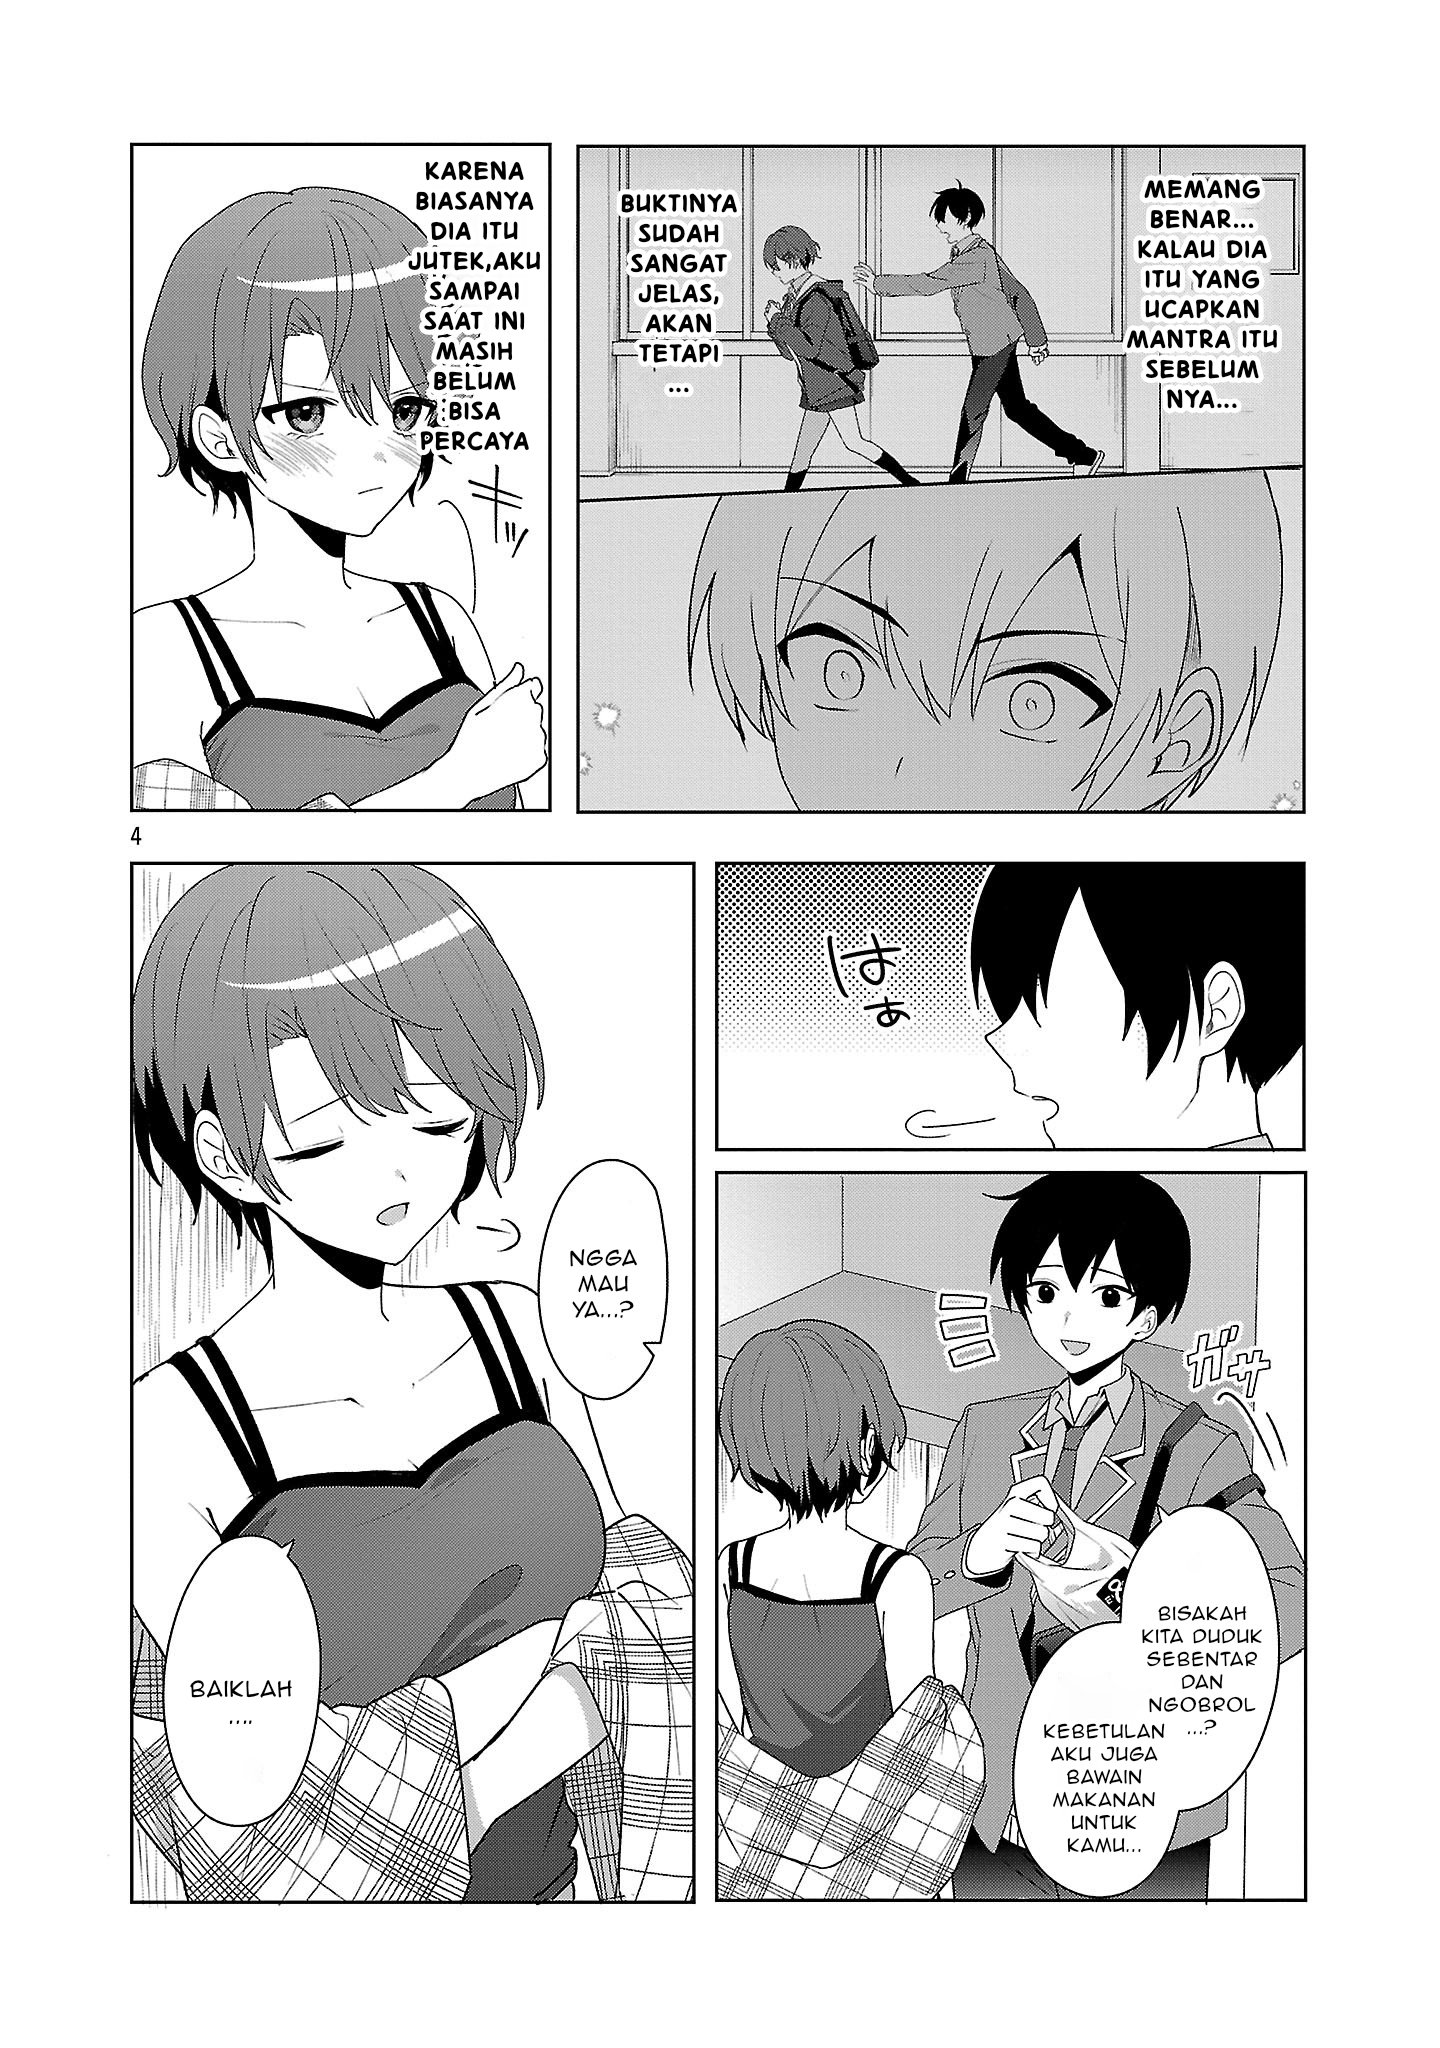 MEMANG
BENAR...
KALAU DIA
ITU YANG
UCAPKAN
MANTRA ITU
SEBELUM
NYA...
BUKTINYA
SUDAH
SANGAT
JELAS,
AKAN
TETAPI
...
KARENA
BIASANYA
DIA ITU
JUTEK,AKU
SAMPAI
SAAT INI
MASIH
BELUM
BISA
PERCAYA
キッ
4
はぁ
ガサ
BISAKAH
KITA DUDUK
SEBENTAR
DAN
NGOBROL
...?
KEBETULAN
AKU JUGA
BAWAIN
MAKANAN
UNTUK
KAMU...
NGGA
MAU
YA...?
BAIKLAH
....